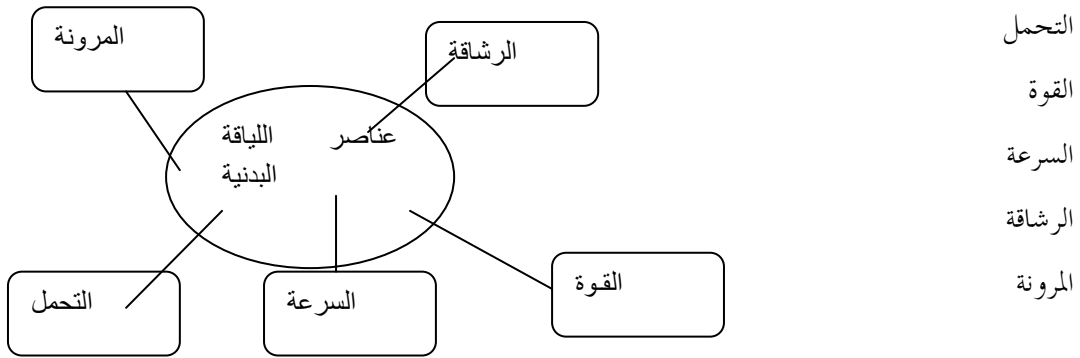 التحمل
القوة
السرعة
الرشاقة
المرونة
المرونة
الرشاقة
عناصر اللياقة
البدنية
القوة
السرعة
التحمل